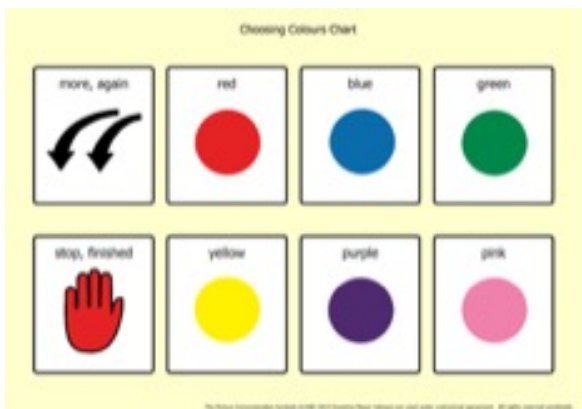 Choosing Colours Chart
more, again
red
blue
green
stop, finished
yellow
purple
pink